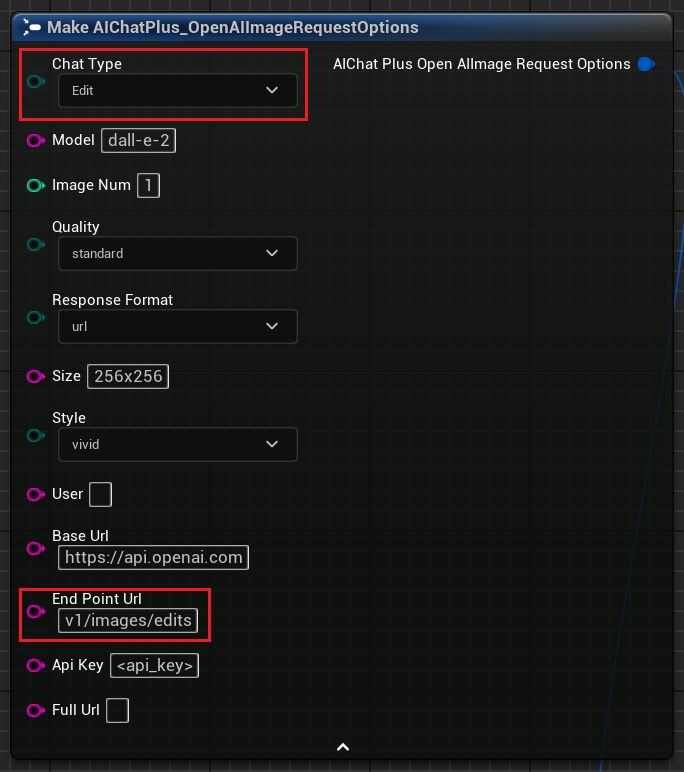 Make AIChatPlus_OpenAIImageRequestOptions
Chat Type
AIChat Plus Open AIImage Request Options
Edit
Model dall-e-2
Image Num 1
Quality
standard
Response Format
url
Size 256x256
Style
vivid
User
Base Url
https://api.openai.com
End Point Url
v1/images/edits
Api Key <api_key>
Full Url